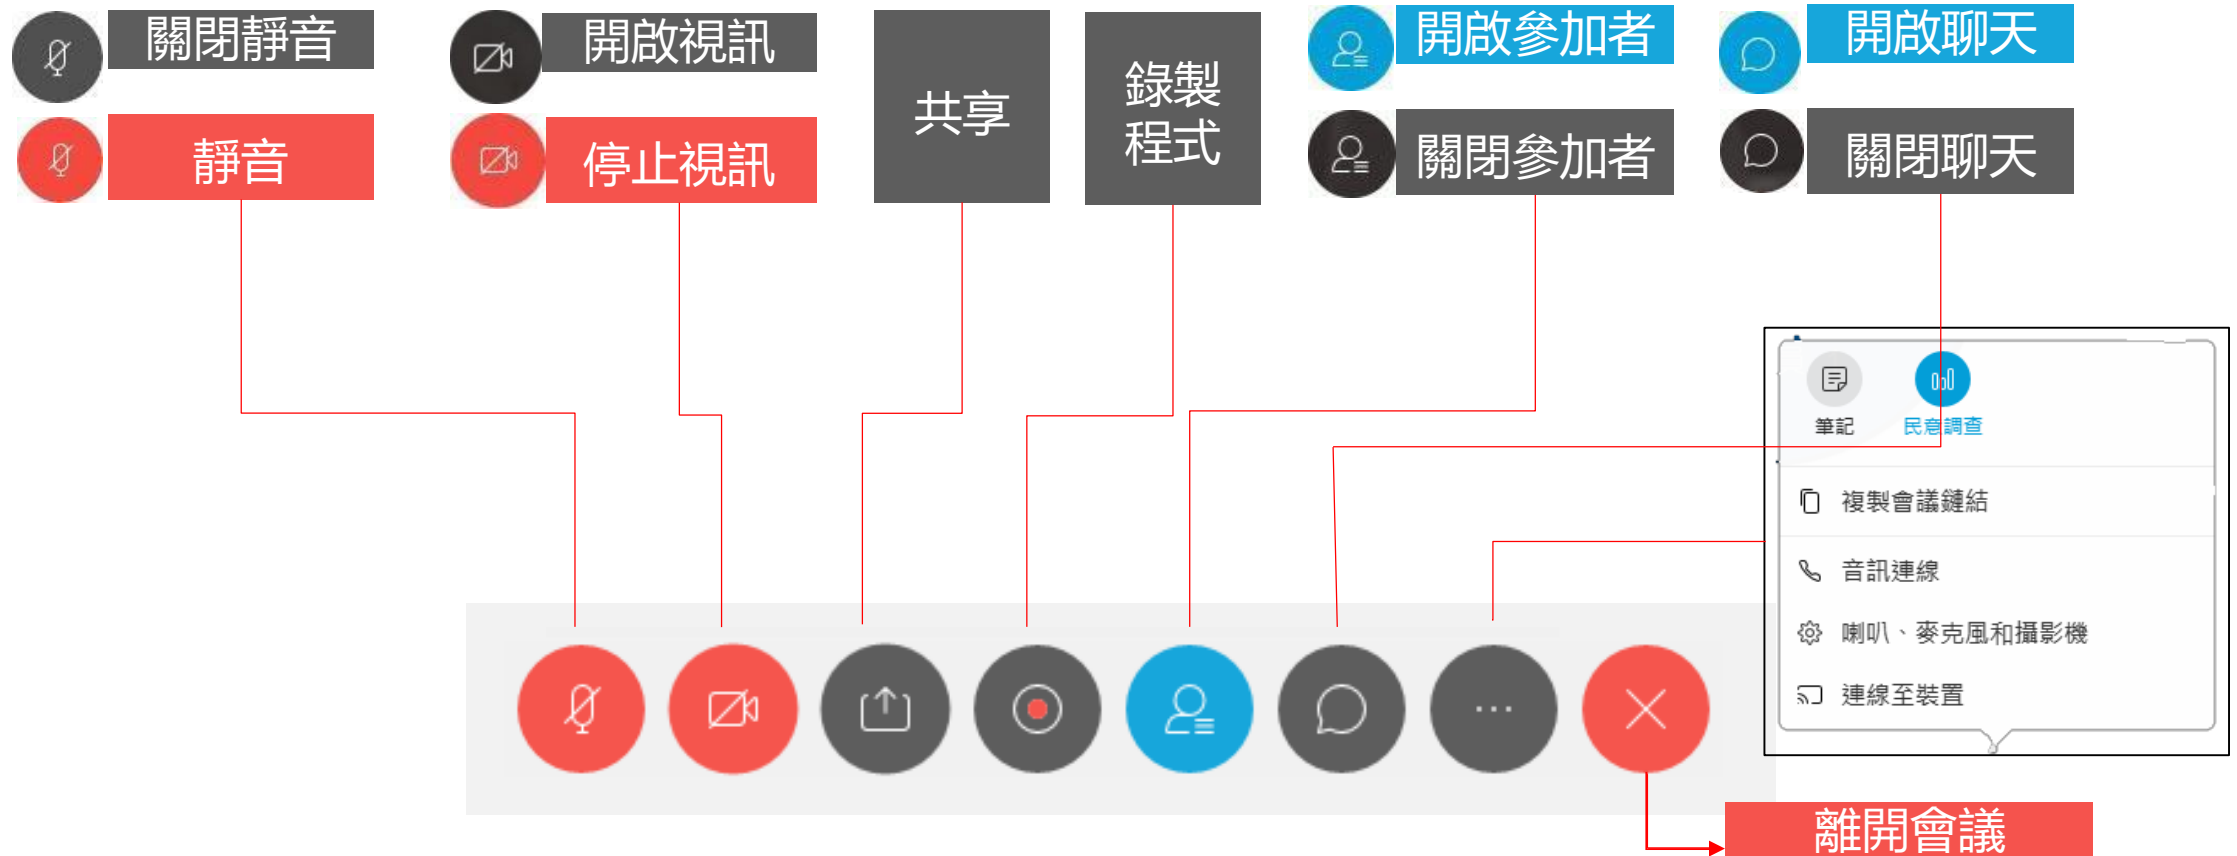 關閉靜音
開啟視訊
共享
錄製
程式
開啟參加者
開啟聊天
靜音
停止視訊
關閉參加者
關閉聊天
筆記
民意調查
複製會議鏈結
音訊連線
喇叭、麥克風和攝影機
連線至裝置
離開會議